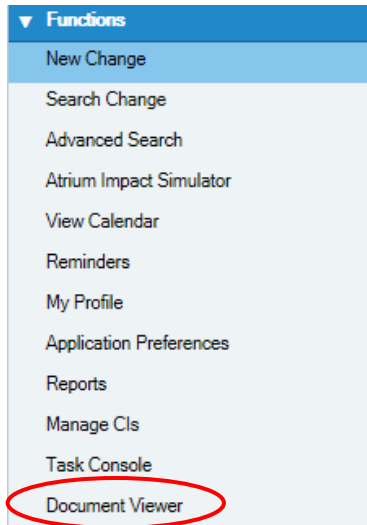 Functions
New Change
Search Change
Advanced Search
Atrium Impact Simulator
View Calendar
Reminders
My Profile
Application Preferences
Reports
Manage CIs
Task Console
Document Viewer